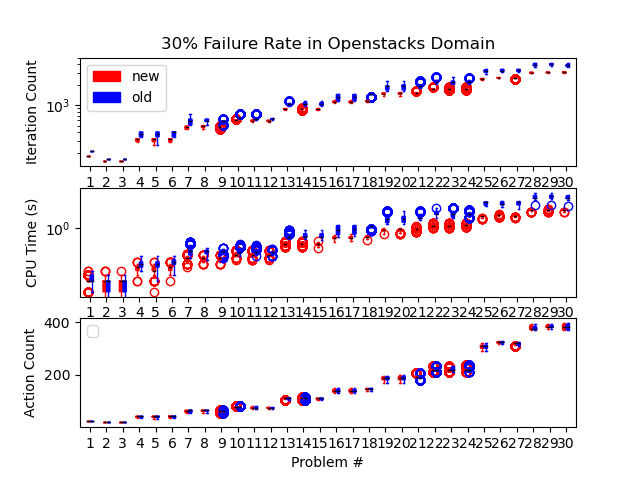 30% Failure Rate in Openstacks Domain
Iteration Count
10³
new
old
1 2 3 4 5 6 7 8 9 10 11 12 13 14 15 16 17 18 19 20 21 22 23 24 25 26 27 28 29 30
CPU Time (s)
10⁰
1 2 3 4 5 6 7 8 9 10 11 12 13 14 15 16 17 18 19 20 21 22 23 24 25 26 27 28 29 30
Action Count
400
200
1 2 3 4 5 6 7 8 9 10 11 12 13 14 15 16 17 18 19 20 21 22 23 24 25 26 27 28 29 30
Problem #